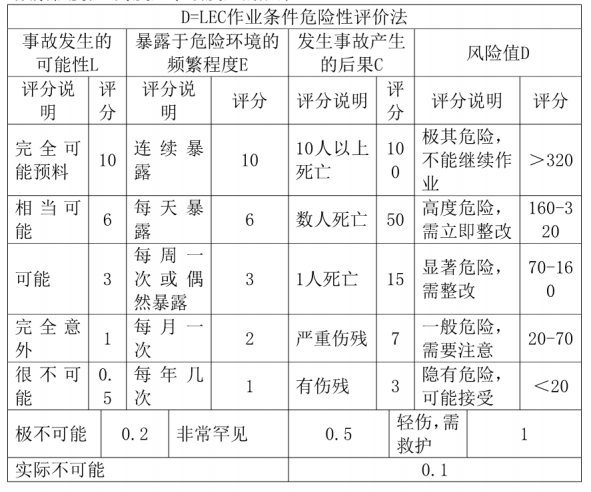 D=LEC作业条件危险性评价法
事故发生的
可能性L
暴露于危险环境的
频繁程度E
发生事故产生
的后果C
风险值D
评分说
明
评
分
评分说
明
评分
评分说明
评
分
评分说明
评分
完全可
能预料
10
连续暴
露
10
10人以上
死亡
10
0
极其危险，
不能继续作
业
＞320
相当可
能
6
每天暴
露
6
数人死亡
50
高度危险，
需立即整改
160-3
20
可能
3
每周一
次或偶
然暴露
3
1人死亡
15
显著危险，
需整改
70-16
0
完全意
外
1
每月一
次
2
严重伤残
7
一般危险，
需要注意
20-70
很不可
能
0.
5
每年几
次
1
有伤残
3
隐有危险，
可能接受
＜20
极不可能
0.2
非常罕见
0.5
轻伤，需
救护
1
实际不可能
0.1